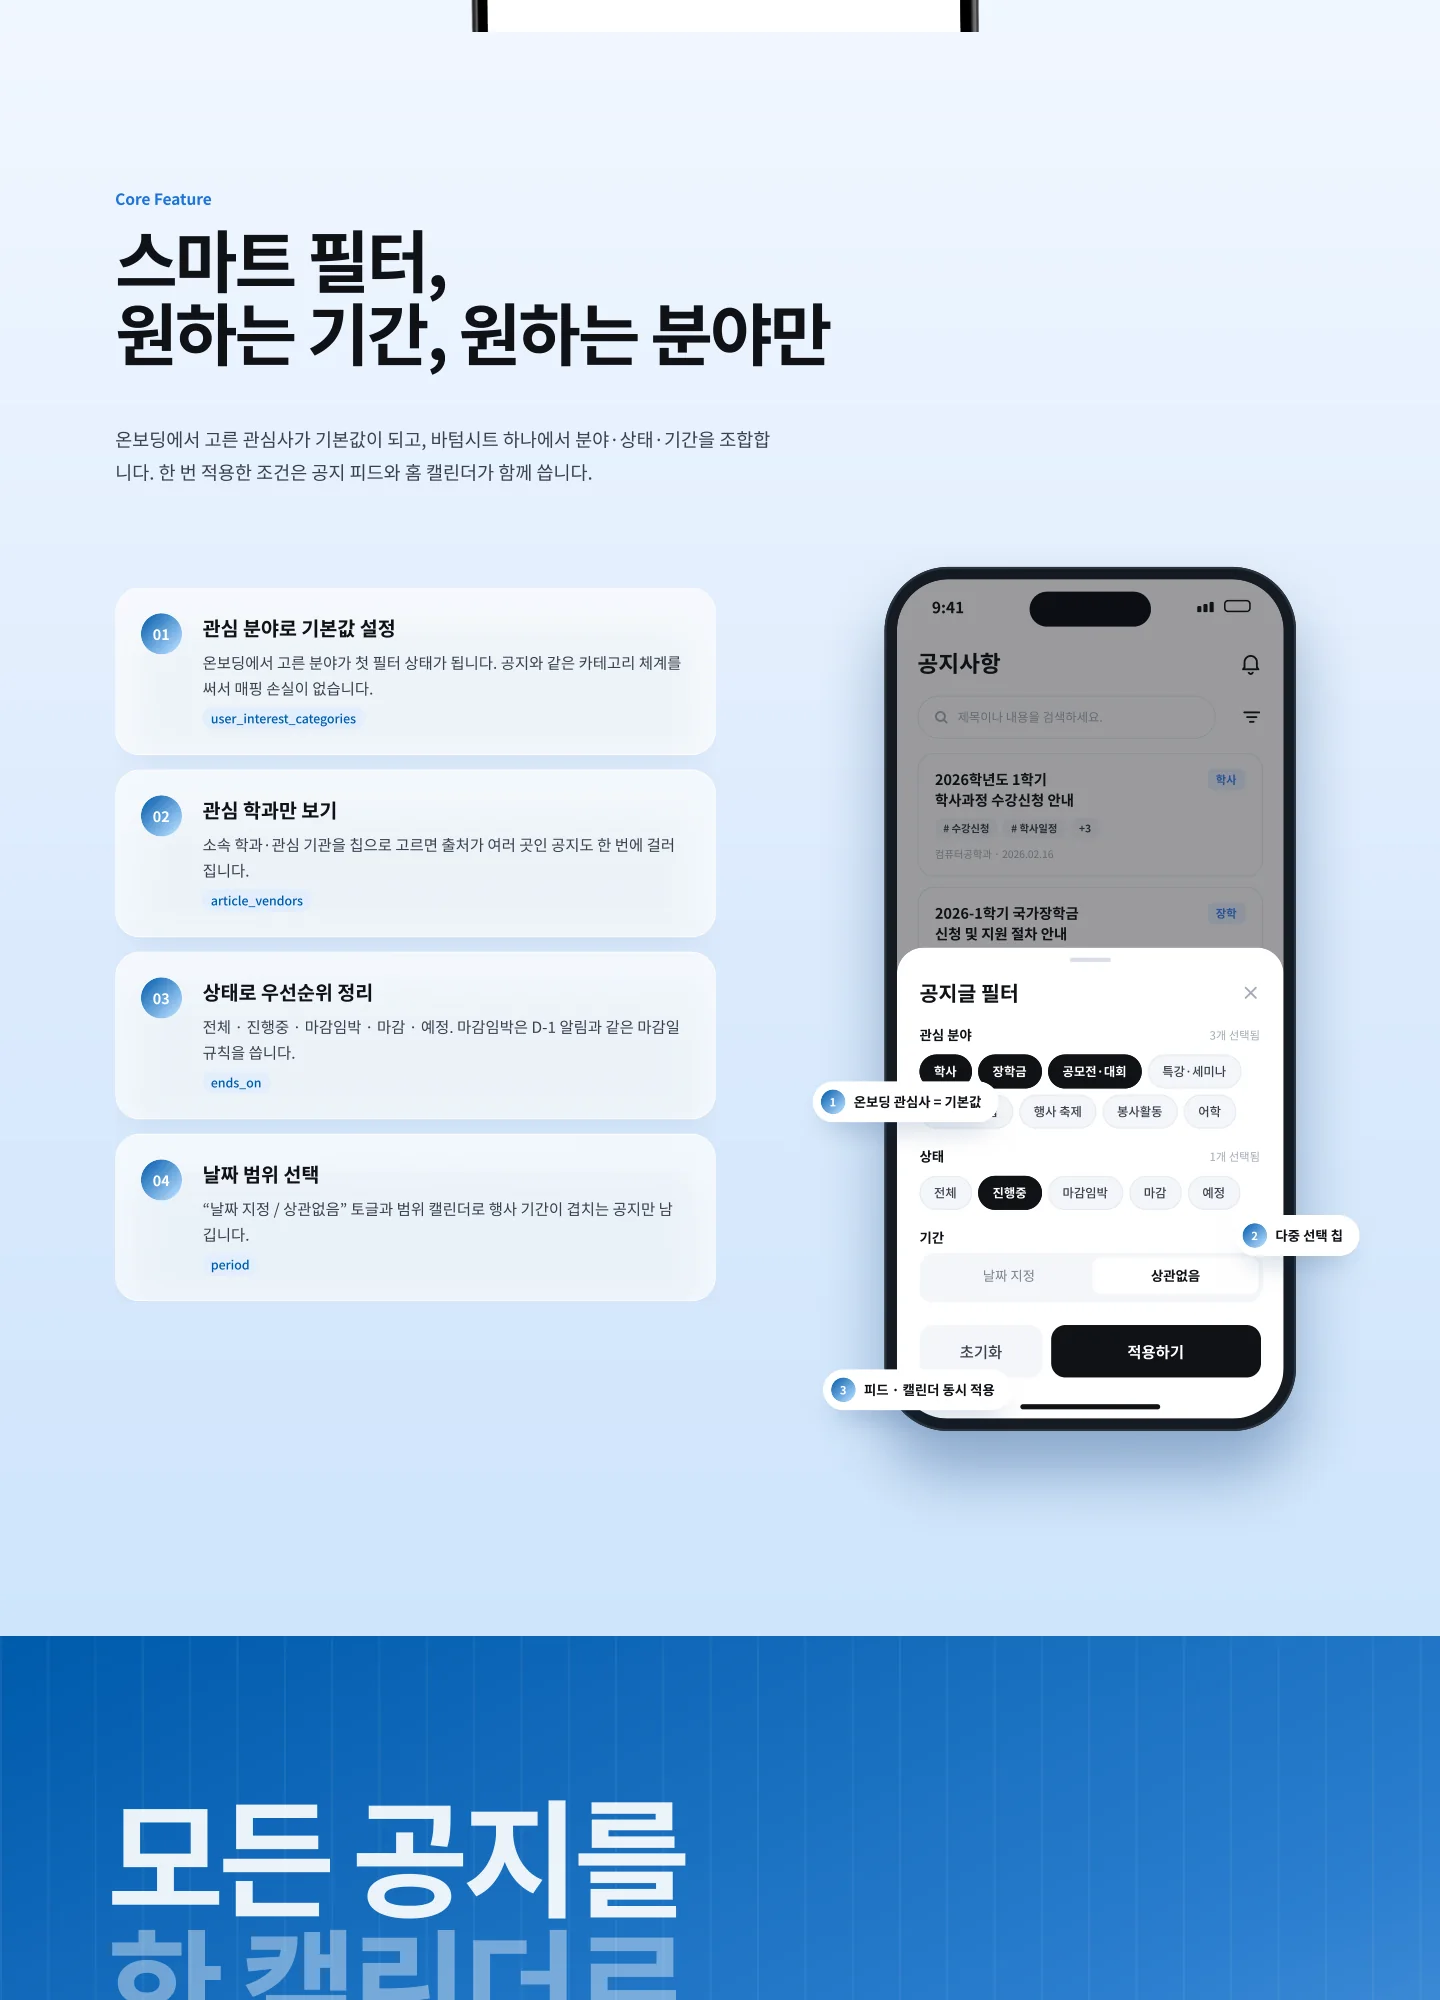 Core Feature
스마트 필터,
원하는 기간, 원하는 분야만
온보딩에서 고른 관심사가 기본값이 되고, 바텀시트 하나에서 분야·상태·기간을 조합합
니다. 한 번 적용한 조건은 공지 피드와 홈 캘린더가 함께 씁니다.
01
관심 분야로 기본값 설정
온보딩에서 고른 분야가 첫 필터 상태가 됩니다. 공지와 같은 카테고리 체계를
써서 매핑 손실이 없습니다.
user_interest_categories
02
관심 학과만 보기
소속 학과·관심 기관을 칩으로 고르면 출처가 여러 곳인 공지도 한 번에 걸러
집니다.
article_vendors
03
상태로 우선순위 정리
전체 · 진행중 · 마감임박 · 마감 · 예정. 마감임박은 D-1 알림과 같은 마감일
규칙을 씁니다.
ends_on
04
날짜 범위 선택
“날짜 지정 / 상관없음” 토글과 범위 캘린더로 행사 기간이 겹치는 공지만 남
깁니다.
period
9:41
공지사항
제목이나 내용을 검색하세요.
2026학년도 1학기
학사과정 수강신청 안내
학사
# 수강신청 # 학사일정 +3
컴퓨터공학과 · 2026.02.16
2026-1학기 국가장학금
신청 및 지원 절차 안내
장학
공지글 필터
관심 분야 3개 선택됨
학사 장학금 공모전·대회 특강·세미나
1 온보딩 관심사 = 기본값
행사 축제 봉사활동 어학
상태 1개 선택됨
전체 진행중 마감임박 마감 예정
기간
2 다중 선택 칩
날짜 지정 상관없음
초기화 적용하기
3 피드 · 캘린더 동시 적용
모든 공지를
한 캘린더로